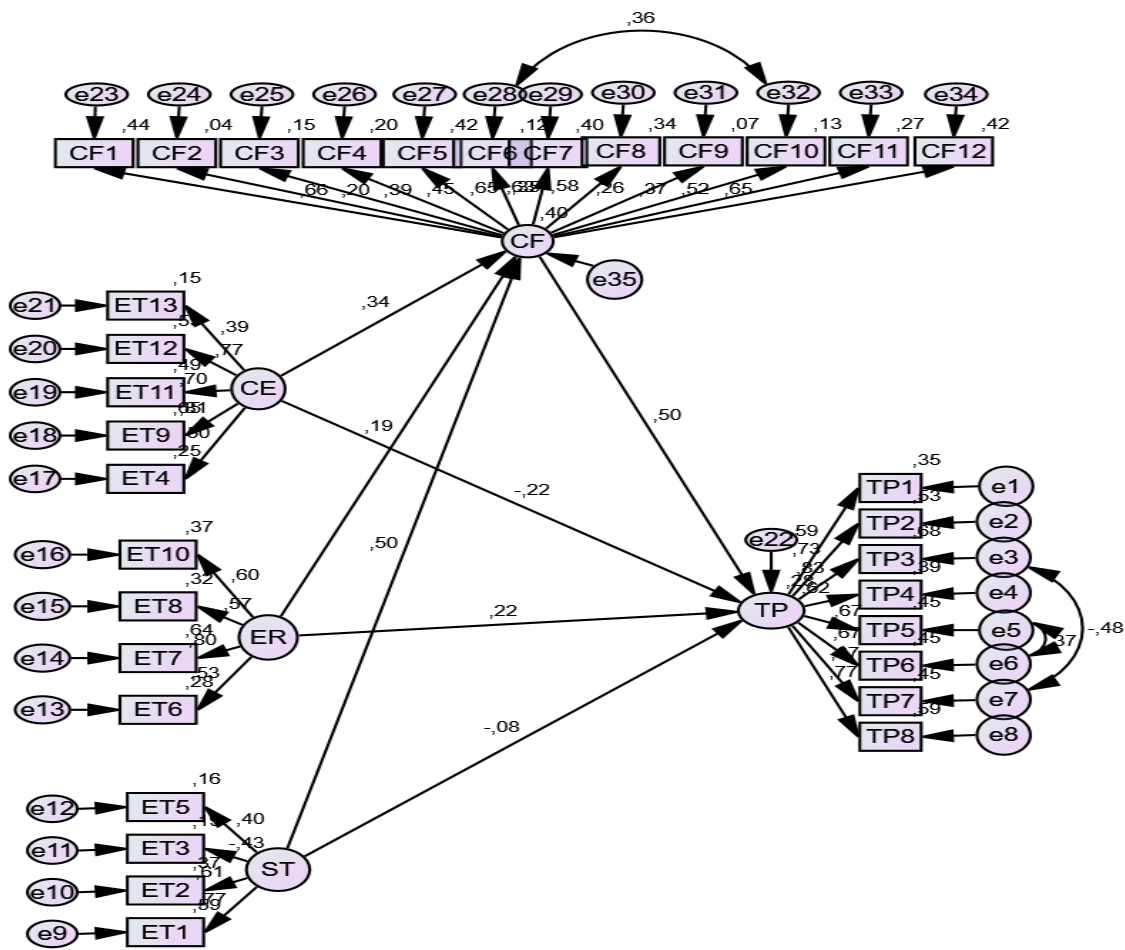 ,36
e23 e24 e25 e26 e27 e28 e29 e30 e31 e32 e33 e34
,44 ,04 ,15 ,20 ,42 ,12 ,40 ,34 ,07 ,13 ,27 ,42
CF1 CF2 CF3 CF4 CF5 CF6 CF7 CF8 CF9 CF10 CF11 CF12
,66 ,20 ,39 ,45 ,65 ,58 ,26 ,37 ,52 ,65
,40
CF
e35
,15
e21 ET13
,34
,39
e20 ET12
,77
,49
e19 ET11
,70
CE
e18 ET9
,50
,19
,25
e17 ET4
-,22
,35
TP1 e1
,53
TP2 e2
,68
TP3 e3
,39
TP4 e4
,45
TP5 e5
,45
TP6 e6
,45
TP7 e7
,59
TP8 e8
-,48
,37
e22
,59
,73
,83
,62
TP
,67
,67
,77
,37
e16 ET10
,60
,32
e15 ET8
,57
,64
e14 ET7
,80
ER
,53
,28
e13 ET6
,50
,22
-,08
,16
e12 ET5
,40
e11 ET3
-,43
,37
,61
ST
e10 ET2
,77
,59
e9 ET1
,50